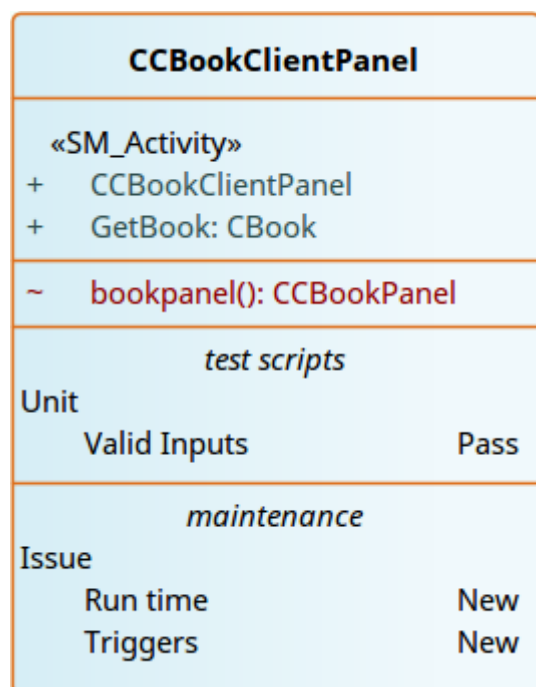 CCBookClientPanel
«SM_Activity»
+ CCBookClientPanel
+ GetBook: CBook
~ bookpanel(): CCBookPanel
test scripts
Unit
Valid Inputs Pass
maintenance
Issue
Run time New
Triggers New